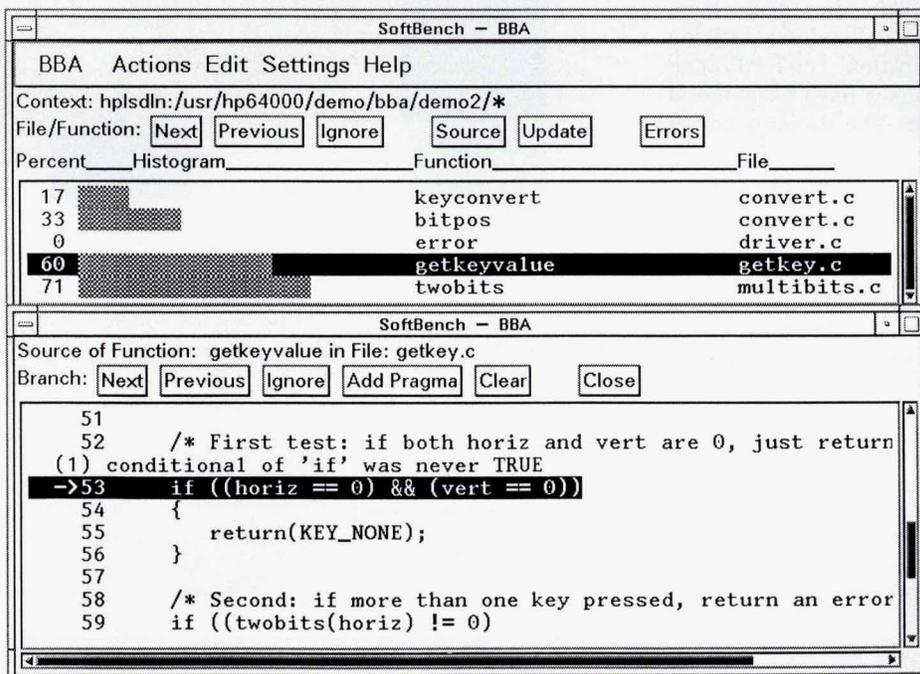 SoftBench — BBA
BBA Actions Edit Settings Help
Context: hplsdln:/usr/hp64000/demo/bba/demo2/*
File/Function: Next Previous Ignore Source Update Errors
Percent____Histogram____Function____File____
17 keyconvert convert.c
33 bitpos convert.c
0 error driver.c
60 getkeyvalue getkey.c
71 twobits multibits.c
SoftBench — BBA
Source of Function: getkeyvalue in File: getkey.c
Branch: Next Previous Ignore Add Pragma Clear Close
51
52 /* First test: if both horiz and vert are 0, just return
(1) conditional of 'if' was never TRUE
->53 if ((horiz == 0) && (vert == 0))
54 {
55 return(KEY_NONE);
56 }
57
58 /* Second: if more than one key pressed, return an error
59 if ((twobits(horiz) != 0)